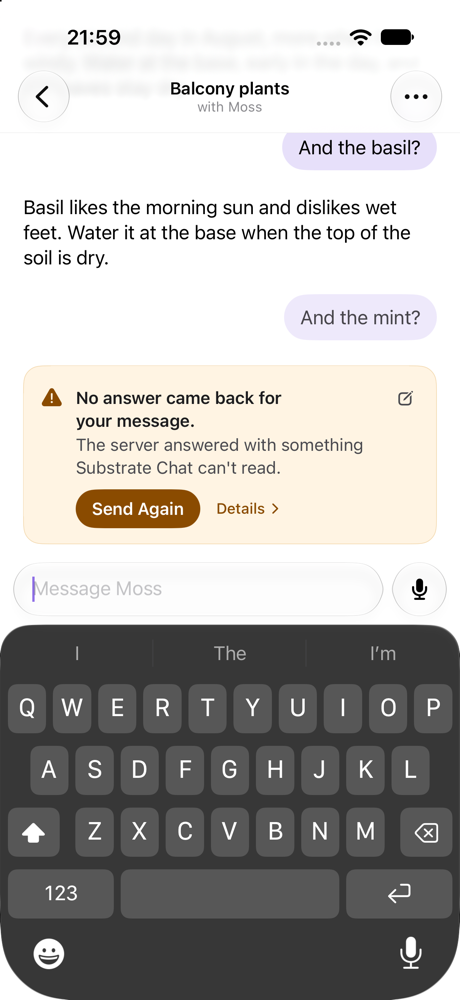 21:59
Balcony plants
with Moss
And the basil?
Basil likes the morning sun and dislikes wet
feet. Water it at the base when the top of the
soil is dry.
And the mint?
No answer came back for
your message.
The server answered with something
Substrate Chat can't read.
Send Again
Details
Message Moss
I The I'm
Q W E R T Y U I O P
A S D F G H J K L
Z X C V B N M
123